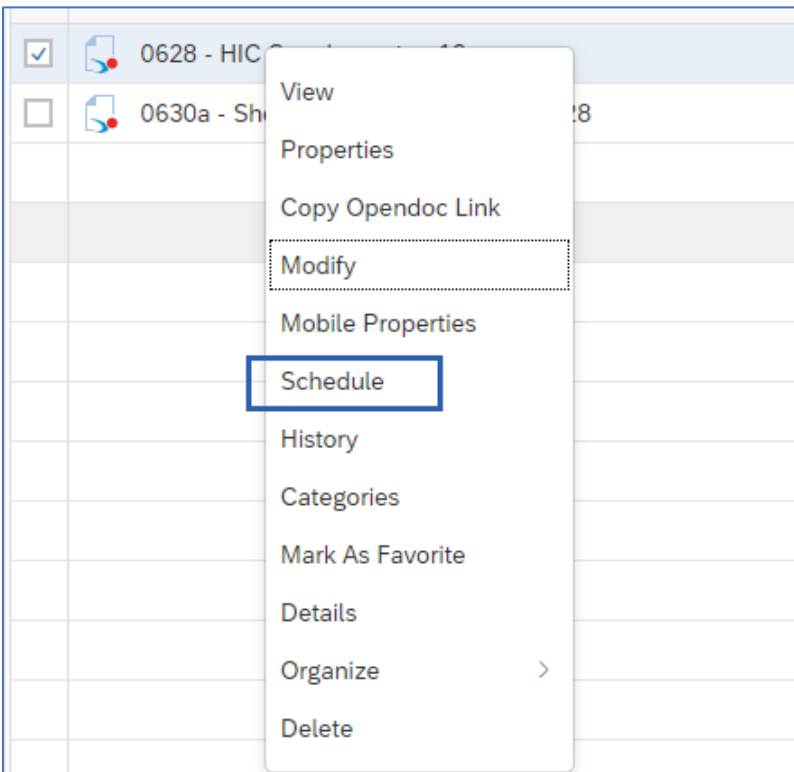 0628 - HIC
View
0630a - Sh 28
Properties
Copy Opendoc Link
Modify
Mobile Properties
Schedule
History
Categories
Mark As Favorite
Details
Organize
Delete